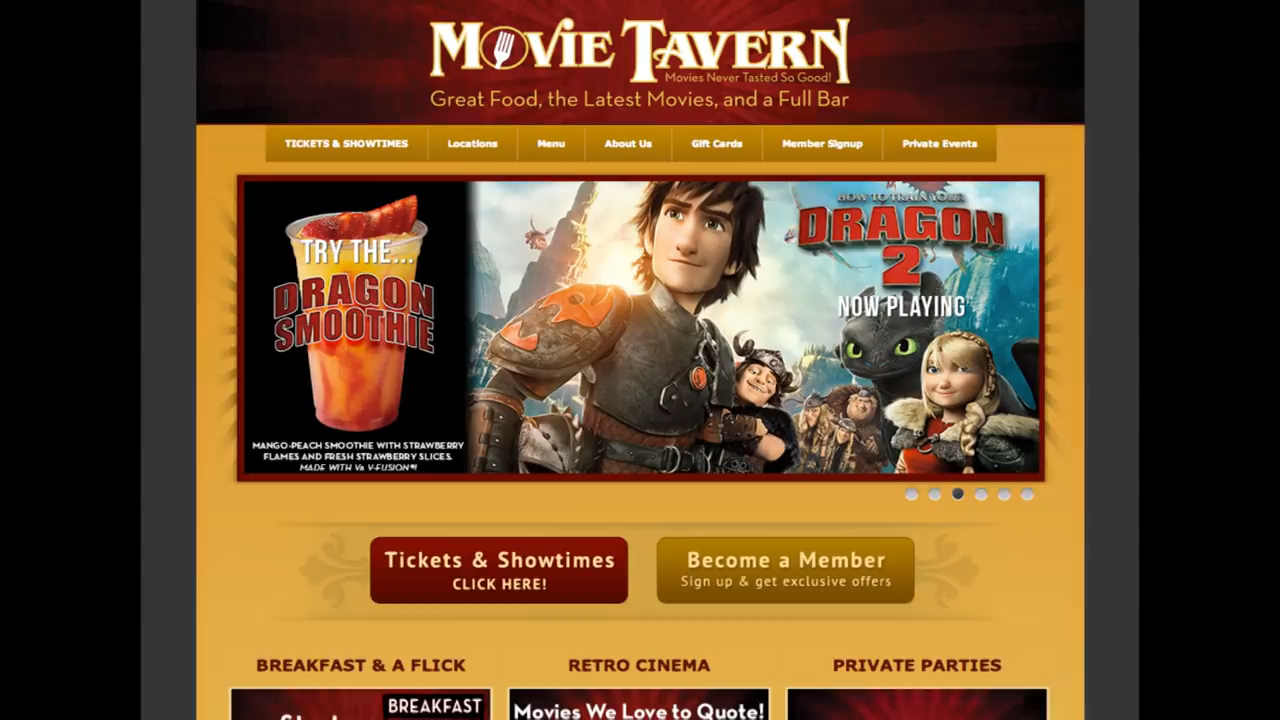 MOVIE TAVERN
Movies Never Tasted So Good!
Great Food, the Latest Movies, and a Full Bar
TICKETS & SHOWTIMES Locations Menu About Us Gift Cards Member Signup Private Events
TRY THE...
DRAGON
SMOOTHIE
MANGO-PEACH SMOOTHIE WITH STRAWBERRY
FLAMES AND FRESH STRAWBERRY SLICES.
MADE WITH V8 V-FUSION®!
HOW TO TRAIN YOUR
DRAGON
2
NOW PLAYING
Tickets & Showtimes
CLICK HERE!
Become a Member
Sign up & get exclusive offers
BREAKFAST & A FLICK
RETRO CINEMA
PRIVATE PARTIES
BREAKFAST
Movies We Love to Quote!